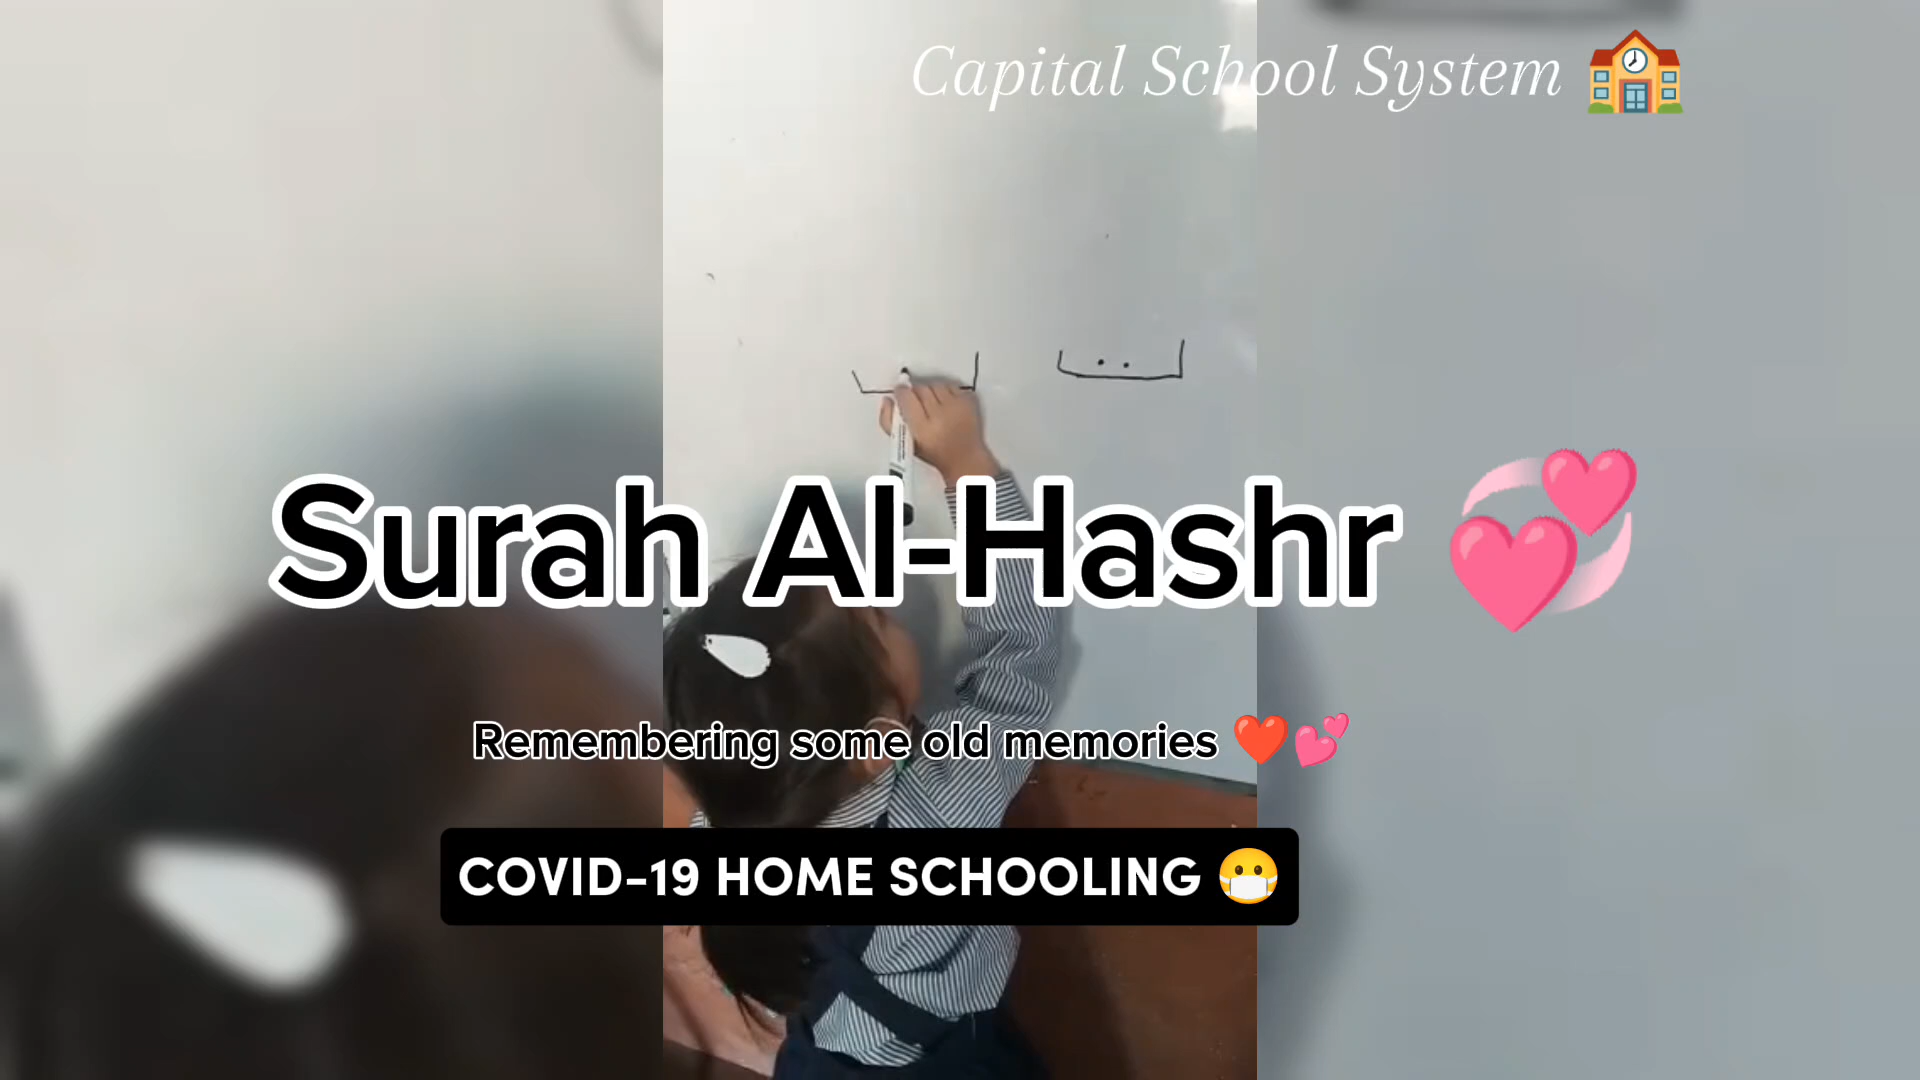 Capital School System 🏫
Surah Al-Hashr 💞
Remembering some old memories ❤️💕
COVID-19 HOME SCHOOLING 😷